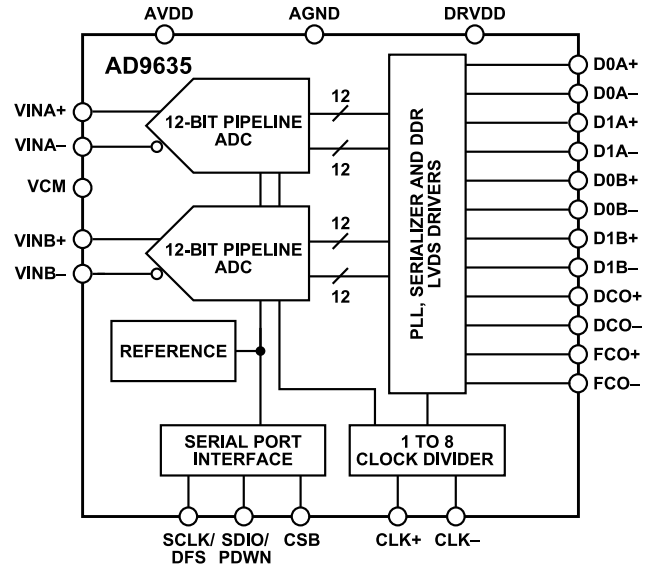 AVDD
AGND
DRVDD
AD9635
VINA+
VINA–
VCM
VINB+
VINB–
12-BIT PIPELINE
ADC
12
12
12-BIT PIPELINE
ADC
12
12
REFERENCE
PLL, SERIALIZER AND DDR
LVDS DRIVERS
D0A+
D0A–
D1A+
D1A–
D0B+
D0B–
D1B+
D1B–
DCO+
DCO–
FCO+
FCO–
SERIAL PORT
INTERFACE
1 TO 8
CLOCK DIVIDER
SCLK/
DFS
SDIO/
PDWN
CSB
CLK+
CLK–